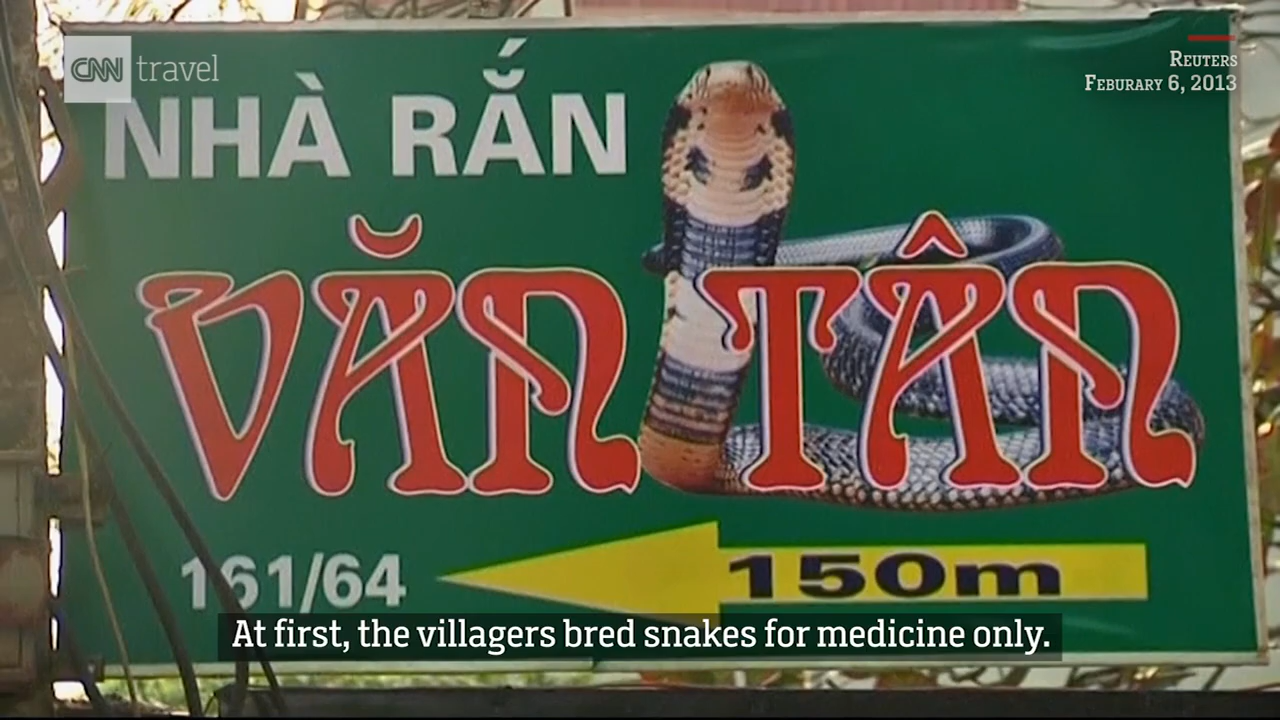 CNN travel
REUTERS
FEBURARY 6, 2013
NHÀ RẮN
VĂN TÂN
161/64
150m
At first, the villagers bred snakes for medicine only.